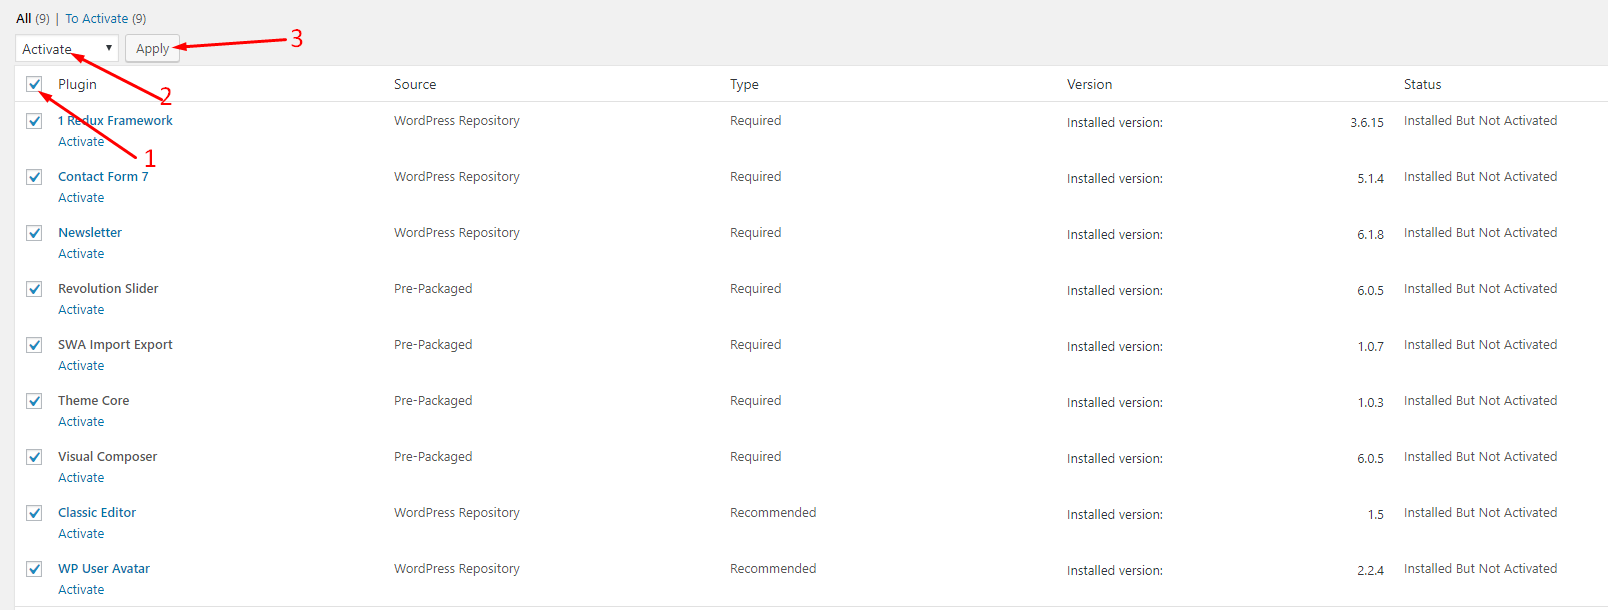 All (9) | To Activate (9)
Activate Apply 3
2
Plugin Source Type Version Status
1 Redux Framework WordPress Repository Required Installed version: 3.6.15 Installed But Not Activated
Activate
1
Contact Form 7 WordPress Repository Required Installed version: 5.1.4 Installed But Not Activated
Activate
Newsletter WordPress Repository Required Installed version: 6.1.8 Installed But Not Activated
Activate
Revolution Slider Pre-Packaged Required Installed version: 6.0.5 Installed But Not Activated
Activate
SWA Import Export Pre-Packaged Required Installed version: 1.0.7 Installed But Not Activated
Activate
Theme Core Pre-Packaged Required Installed version: 1.0.3 Installed But Not Activated
Activate
Visual Composer Pre-Packaged Required Installed version: 6.0.5 Installed But Not Activated
Activate
Classic Editor WordPress Repository Recommended Installed version: 1.5 Installed But Not Activated
Activate
WP User Avatar WordPress Repository Recommended Installed version: 2.2.4 Installed But Not Activated
Activate